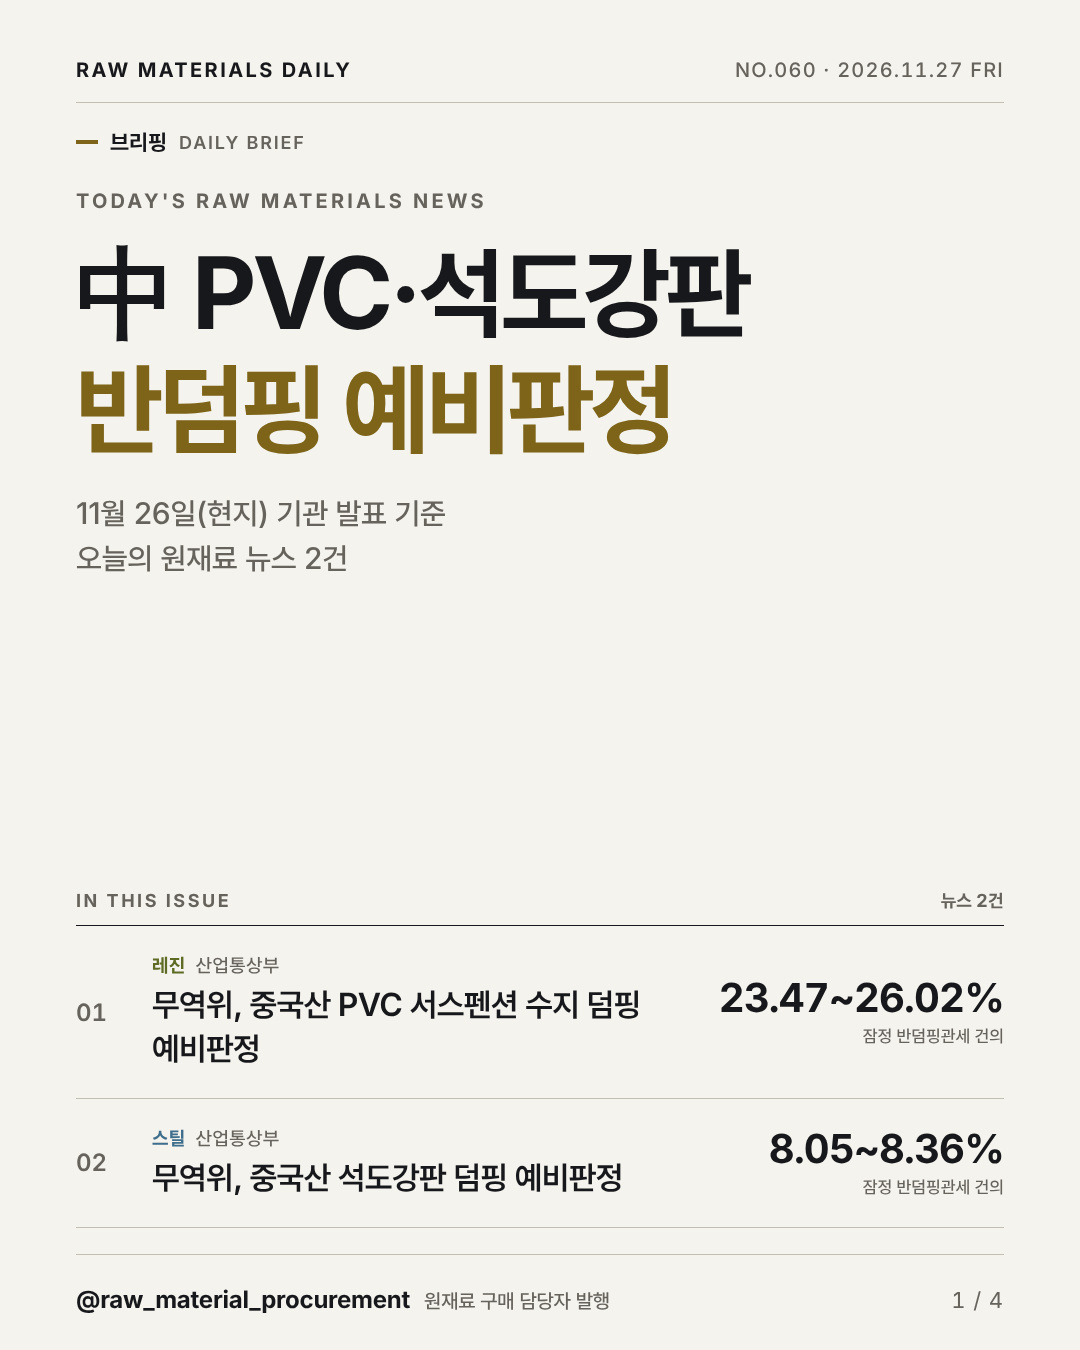 RAW MATERIALS DAILY
NO.060 · 2026.11.27 FRI
브리핑 DAILY BRIEF
TODAY'S RAW MATERIALS NEWS
中 PVC·석도강판
반덤핑 예비판정
11월 26일(현지) 기관 발표 기준
오늘의 원재료 뉴스 2건
IN THIS ISSUE
뉴스 2건
01
레진 산업통상부
무역위, 중국산 PVC 서스펜션 수지 덤핑
예비판정
23.47~26.02%
잠정 반덤핑관세 건의
02
스틸 산업통상부
무역위, 중국산 석도강판 덤핑 예비판정
8.05~8.36%
잠정 반덤핑관세 건의
@raw_material_procurement 원재료 구매 담당자 발행
1 / 4